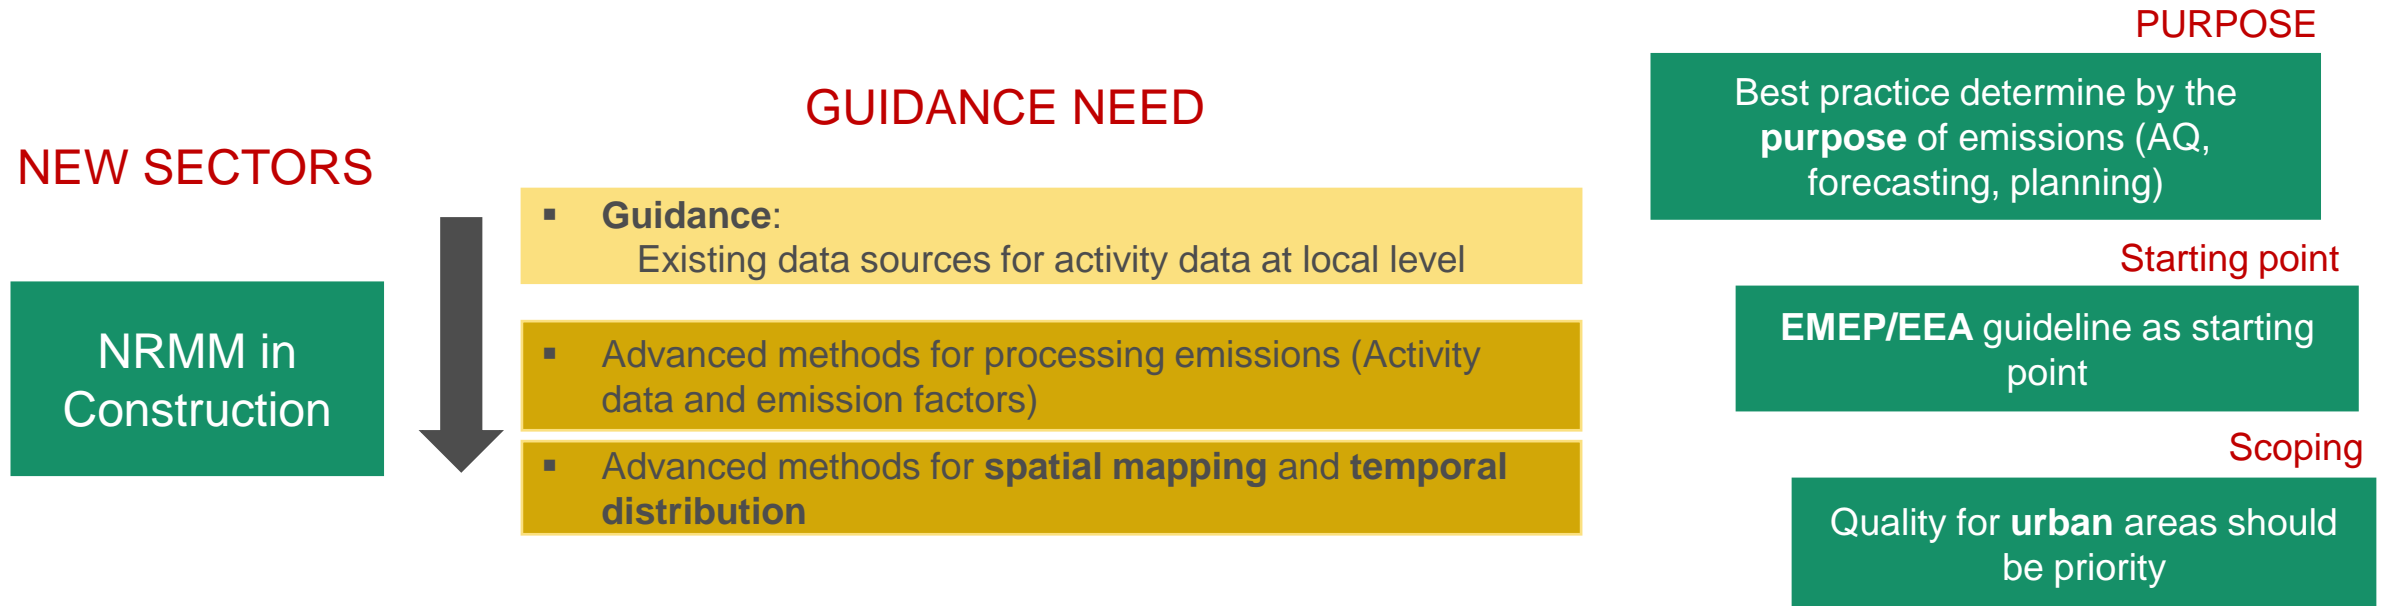 NEW SECTORS
NRMM in
Construction
GUIDANCE NEED
▪ Guidance:
Existing data sources for activity data at local level
▪ Advanced methods for processing emissions (Activity
data and emission factors)
▪ Advanced methods for spatial mapping and temporal
distribution
PURPOSE
Best practice determine by the
purpose of emissions (AQ,
forecasting, planning)
Starting point
EMEP/EEA guideline as starting
point
Scoping
Quality for urban areas should
be priority